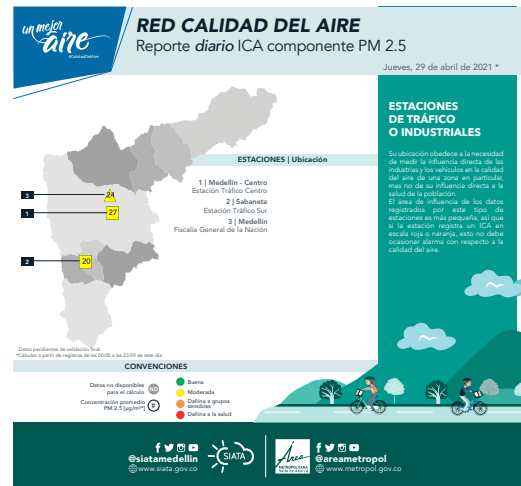 un mejor
aire
#CalidadDelAire
RED CALIDAD DEL AIRE
Reporte diario ICA componente PM 2.5
Jueves, 29 de abril de 2021 *
ESTACIONES
DE TRÁFICO
O INDUSTRIALES
Su ubicación obedece a la necesidad
de medir la influencia directa de las
industrias y los vehículos en la calidad
del aire de una zona en particular,
mas no de su influencia directa a la
salud de la población.
El área de influencia de los datos
registrados por este tipo de
estaciones es más pequeña, así que
si la estación registra un ICA en
escala roja o naranja, esto no debe
ocasionar alarma con respecto a la
calidad del aire.
ESTACIONES | Ubicación
1 | Medellín - Centro
Estación Tráfico Centro
2 | Sabaneta
Estación Tráfico Sur
3 | Medellín
Fiscalía General de la Nación
3
24
1
27
2
20
Datos pendientes de validación final.
*Cálculos a partir de registros de las 00:00 a las 23:59 de este día.
CONVENCIONES
Datos no disponibles
para el cálculo
ND
Concentración promedio
PM 2.5 [µg/m³*]
#
Buena
Moderada
Dañina a grupos
sensibles
Dañina a la salud
@siatamedellin
www.siata.gov.co
SIATA
Área
METROPOLITANA
Valle de Aburrá
@areametropol
www.metropol.gov.co